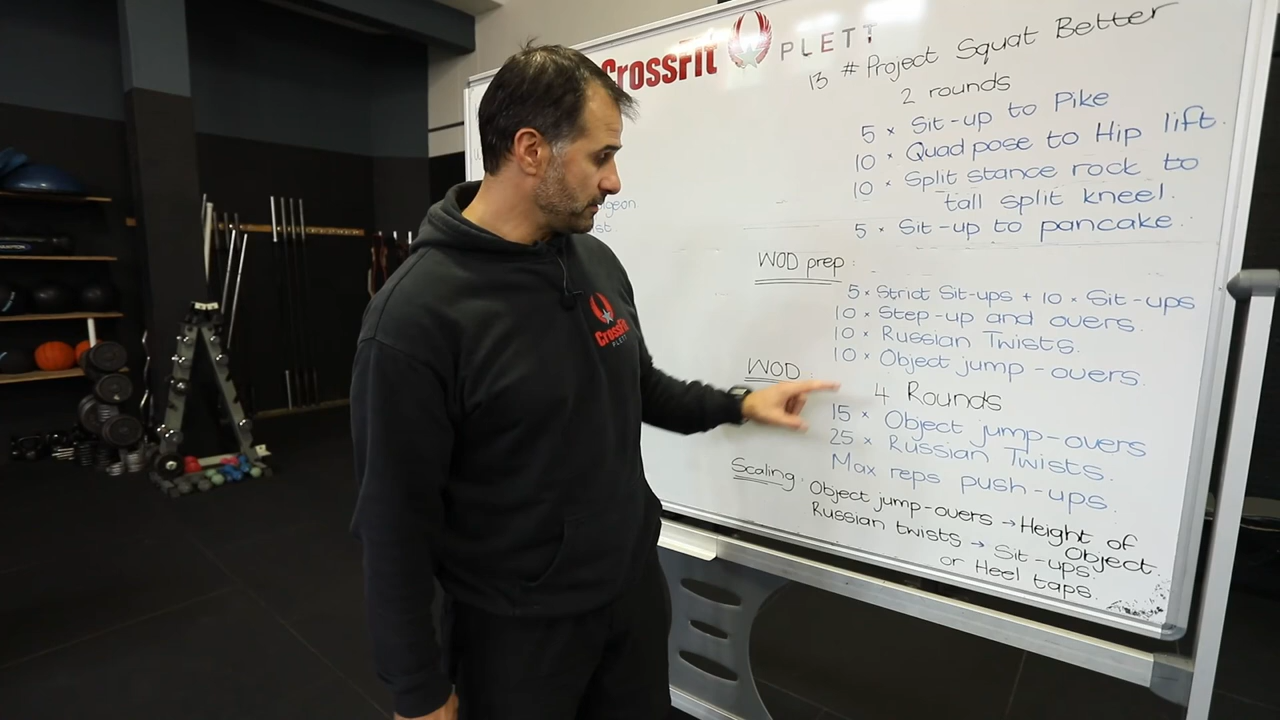 CrossFit PLETT
13 # Project Squat Better
2 rounds
5 × Sit-up to Pike
10 × Quad pose to Hip lift.
10 × Split stance rock to
tall split kneel.
5 × Sit-up to pancake.
WOD prep:
5 × Strict Sit-ups + 10 × Sit-ups
10 × Step-up and overs.
10 × Russian Twists.
10 × Object jump-overs.
WOD:
4 Rounds
15 × Object jump-overs
25 × Russian Twists.
Max reps push-ups.
Scaling: Object jump-overs → Height of
Object
Russian twists → Sit-ups.
or Heel taps.
CrossFit
PLETT